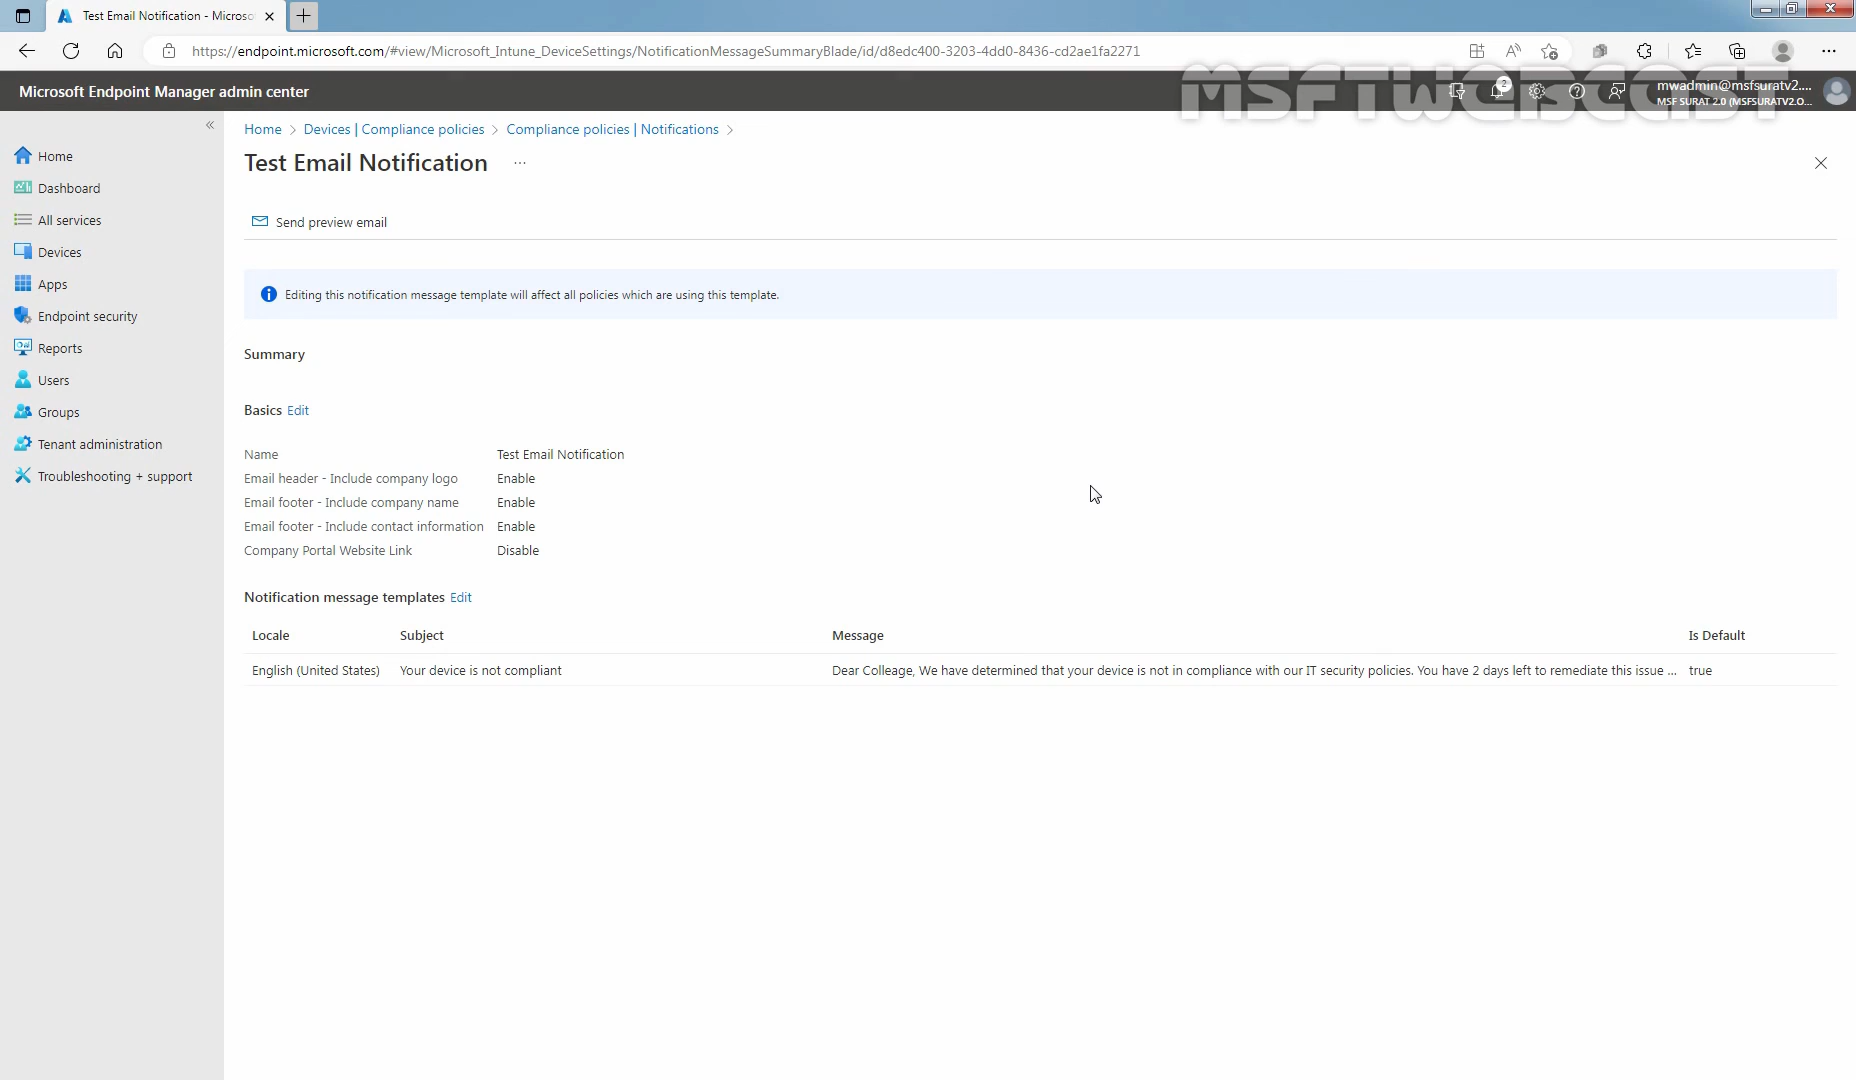 Test Email Notification - Microso
https://endpoint.microsoft.com/#view/Microsoft_Intune_DeviceSettings/NotificationMessageSummaryBlade/id/d8edc400-3203-4dd0-8436-cd2ae1fa2271
MSFTWEBCAST
Microsoft Endpoint Manager admin center
2
mwadmin@msfsuratv2....
MSF SURAT 2.0 (MSFSURATV2.O...
Home > Devices | Compliance policies > Compliance policies | Notifications >
Test Email Notification ...
Home
Dashboard
All services
Devices
Apps
Endpoint security
Reports
Users
Groups
Tenant administration
Troubleshooting + support
Send preview email
Editing this notification message template will affect all policies which are using this template.
Summary
Basics Edit
Name Test Email Notification
Email header - Include company logo Enable
Email footer - Include company name Enable
Email footer - Include contact information Enable
Company Portal Website Link Disable
Notification message templates Edit
Locale Subject Message Is Default
English (United States) Your device is not compliant Dear Colleage, We have determined that your device is not in compliance with our IT security policies. You have 2 days left to remediate this issue ... true